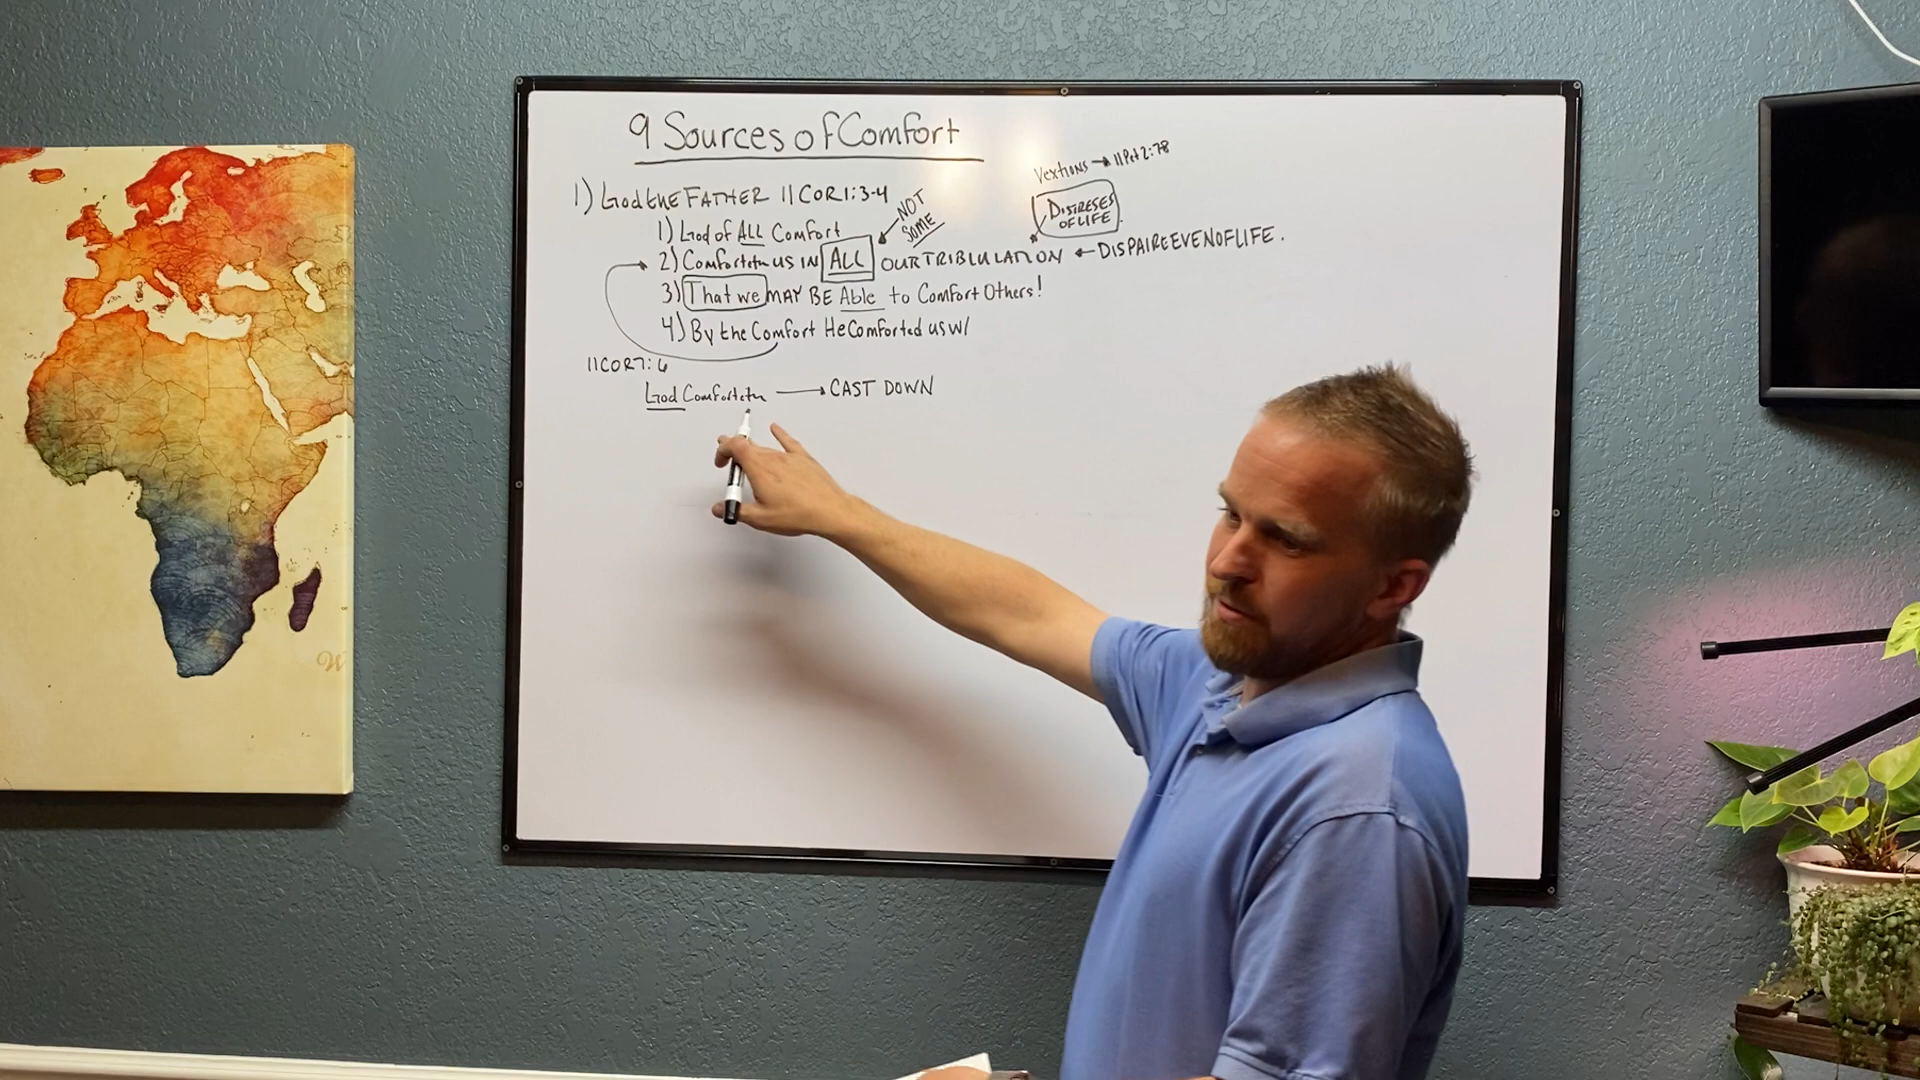 9 Sources of Comfort
Vextions → II Pet 2:7-8
1) God the FATHER II COR 1:3-4
NOT
SOME
DISTRESES
OF LIFE
1) God of ALL Comfort
2) Comforteth US IN ALL OUR TRIBLULATION ← DISPAIRE EVEN OF LIFE.
3) That we MAY BE Able to Comfort Others!
4) By the Comfort He Comforted us w/
II COR 7:6
God Comforteth → CAST DOWN
W